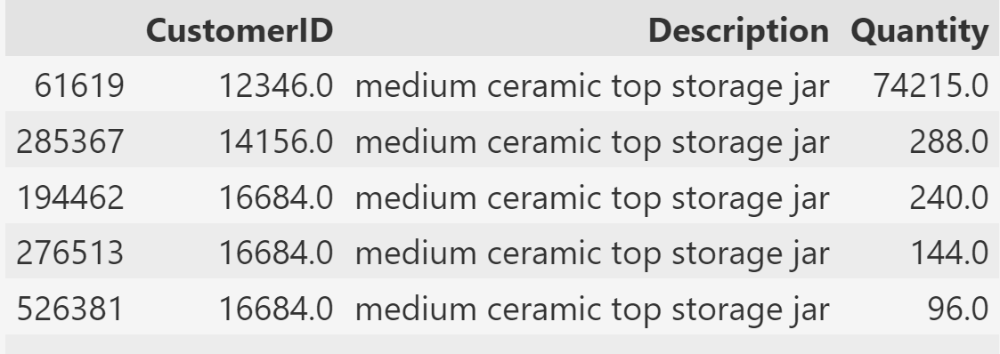 CustomerID Description Quantity
61619 12346.0 medium ceramic top storage jar 74215.0
285367 14156.0 medium ceramic top storage jar 288.0
194462 16684.0 medium ceramic top storage jar 240.0
276513 16684.0 medium ceramic top storage jar 144.0
526381 16684.0 medium ceramic top storage jar 96.0